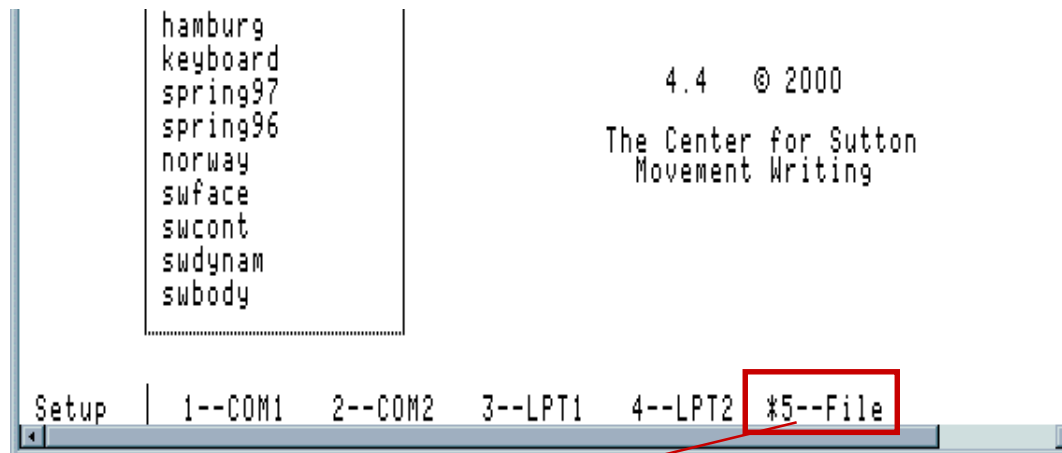 hamburg
keyboard
spring97
spring96
norway
swface
swcont
swdynam
swbody
4.4 © 2000
The Center for Sutton
Movement Writing
Setup 1--COM1 2--COM2 3--LPT1 4--LPT2 *5--File